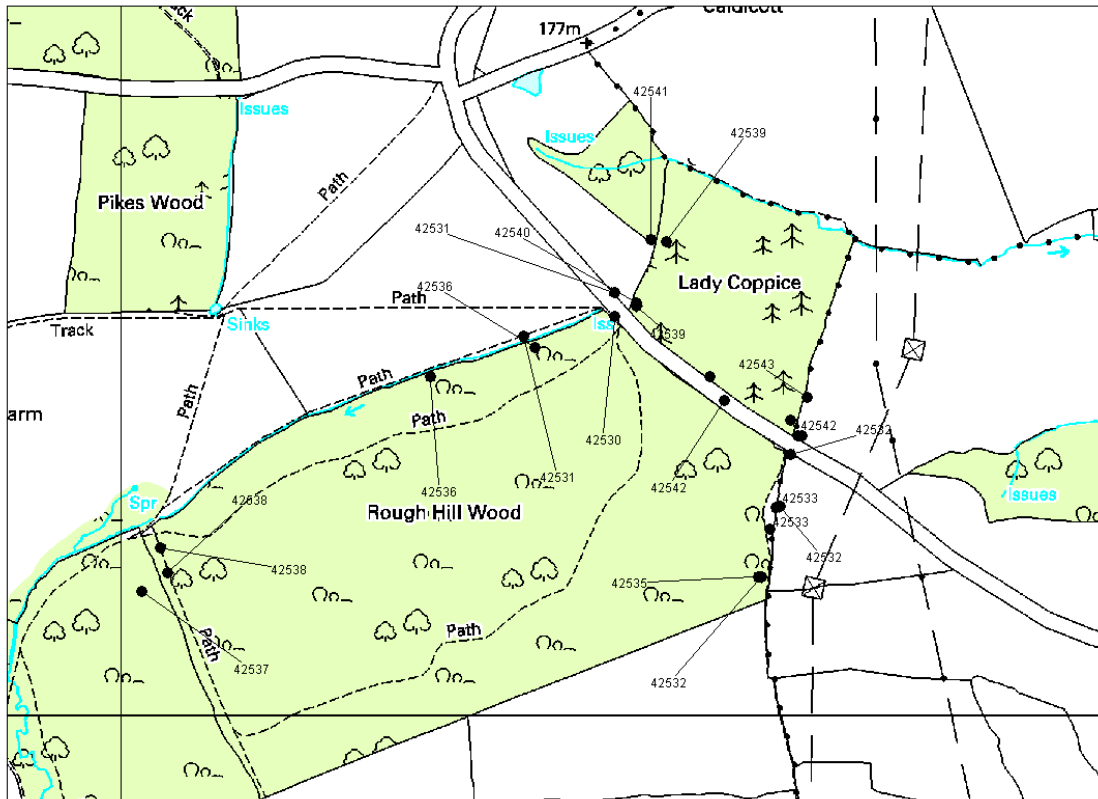 Caldicott
177m
Track
42541
Issues
Issues
42539
Path
Pikes Wood
42531
42540
Lady Coppice
42536
Path
Track
Sinks
Iss
42539
Path
42543
arm
Path
Path
42530
42531
42542
42542
42532
Spr
42538
42536
Rough Hill Wood
42533
42533
Issues
42538
42535
42532
Path
Path
42537
42532